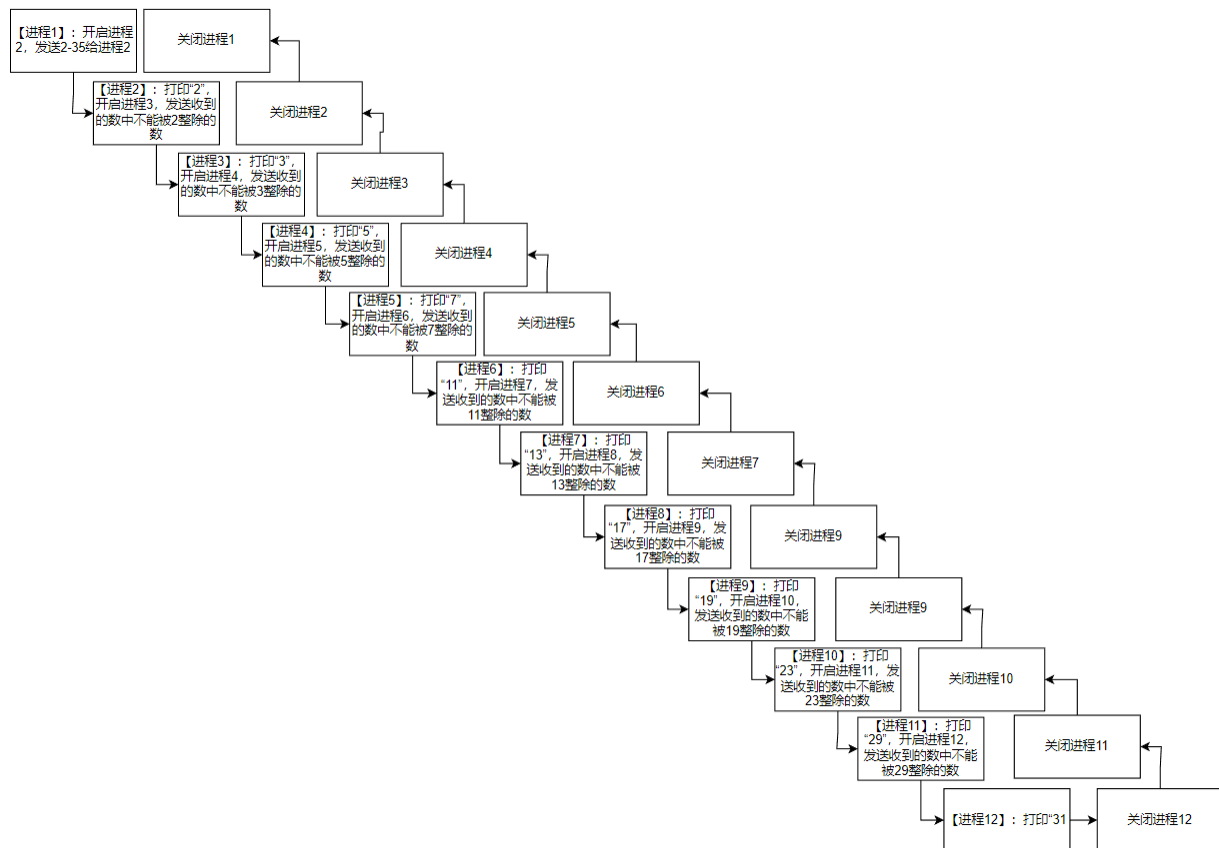 【进程1】：开启进程
2，发送2-35给进程2
关闭进程1
【进程2】：打印“2”，
开启进程3，发送收到
的数中不能被2整除的
数
关闭进程2
【进程3】：打印“3”，
开启进程4，发送收到
的数中不能被3整除的
数
关闭进程3
【进程4】：打印“5”，
开启进程5，发送收到
的数中不能被5整除的
数
关闭进程4
【进程5】：打印“7”，
开启进程6，发送收到
的数中不能被7整除的
数
关闭进程5
【进程6】：打印
“11”，开启进程7，发
送收到的数中不能被
11整除的数
关闭进程6
【进程7】：打印
“13”，开启进程8，发
送收到的数中不能被
13整除的数
关闭进程7
【进程8】：打印
“17”，开启进程9，发
送收到的数中不能被
17整除的数
关闭进程9
【进程9】：打印
“19”，开启进程10，
发送收到的数中不能
被19整除的数
关闭进程9
【进程10】：打印
“23”，开启进程11，发
送收到的数中不能被
23整除的数
关闭进程10
【进程11】：打印
“29”，开启进程12，
发送收到的数中不能
被29整除的数
关闭进程11
【进程12】：打印“31
关闭进程12